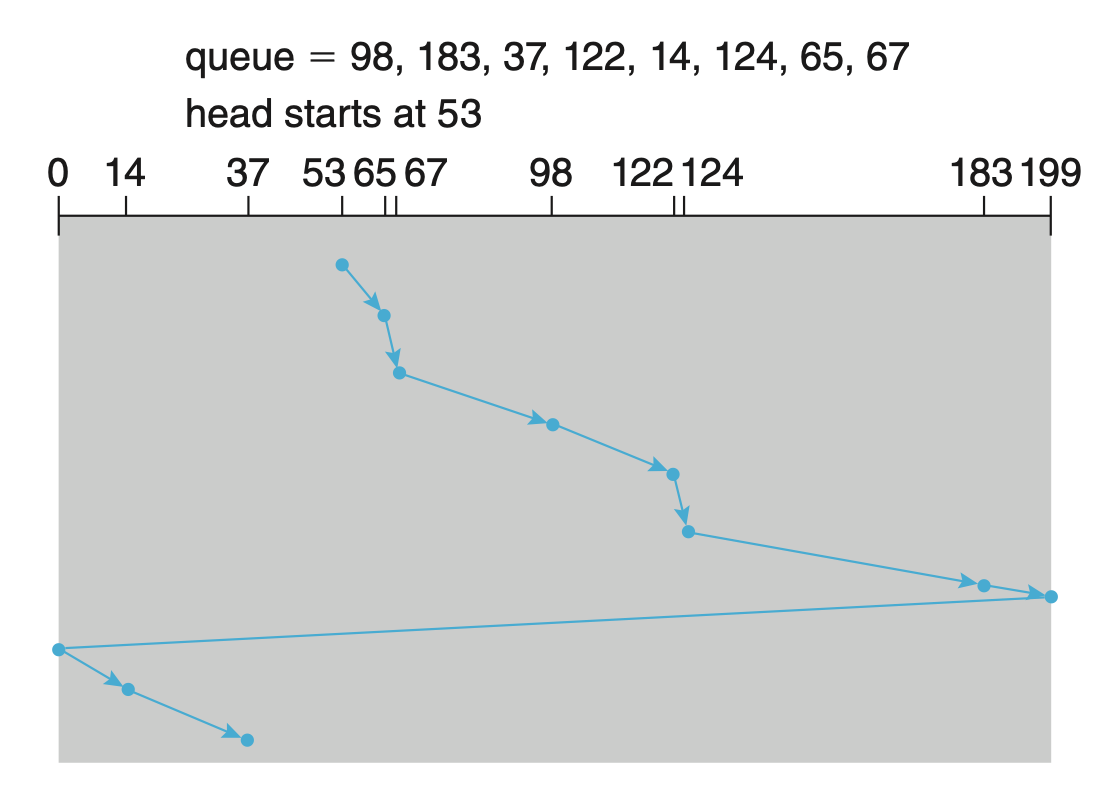 queue = 98, 183, 37, 122, 14, 124, 65, 67
head starts at 53
0 14 37 53 65 67 98 122 124 183 199